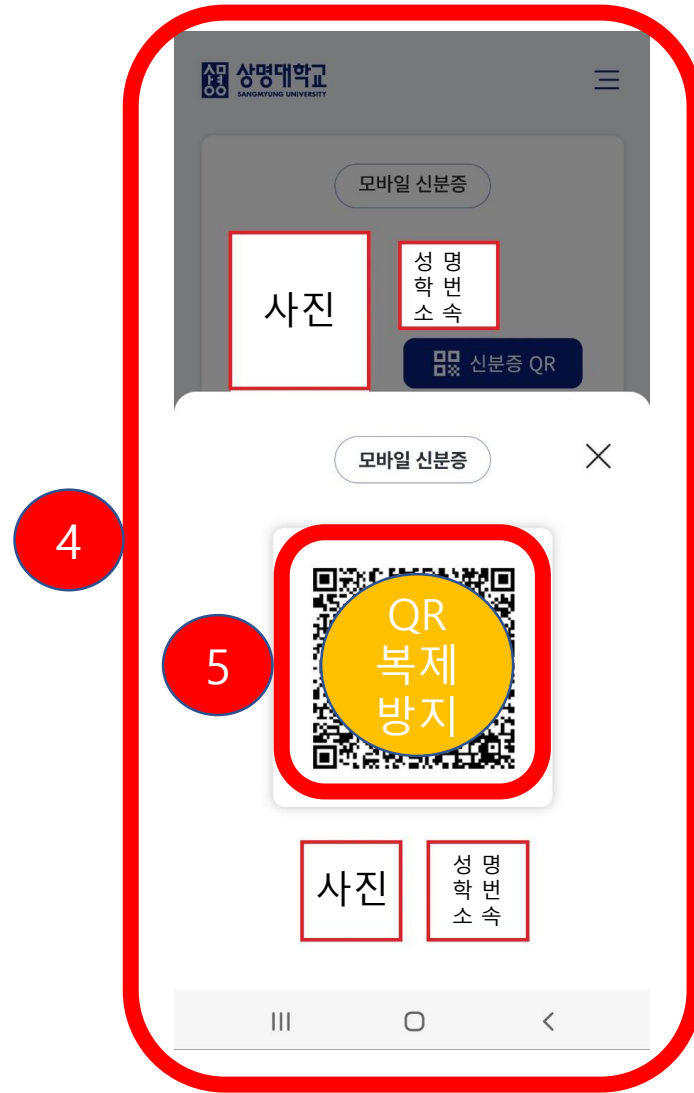 상명대학교
SANGMYUNG UNIVERSITY
모바일 신분증
사진
성 명
학 번
소 속
신분증 QR
모바일 신분증
4
5
QR
복제
방지
사진
성 명
학 번
소 속